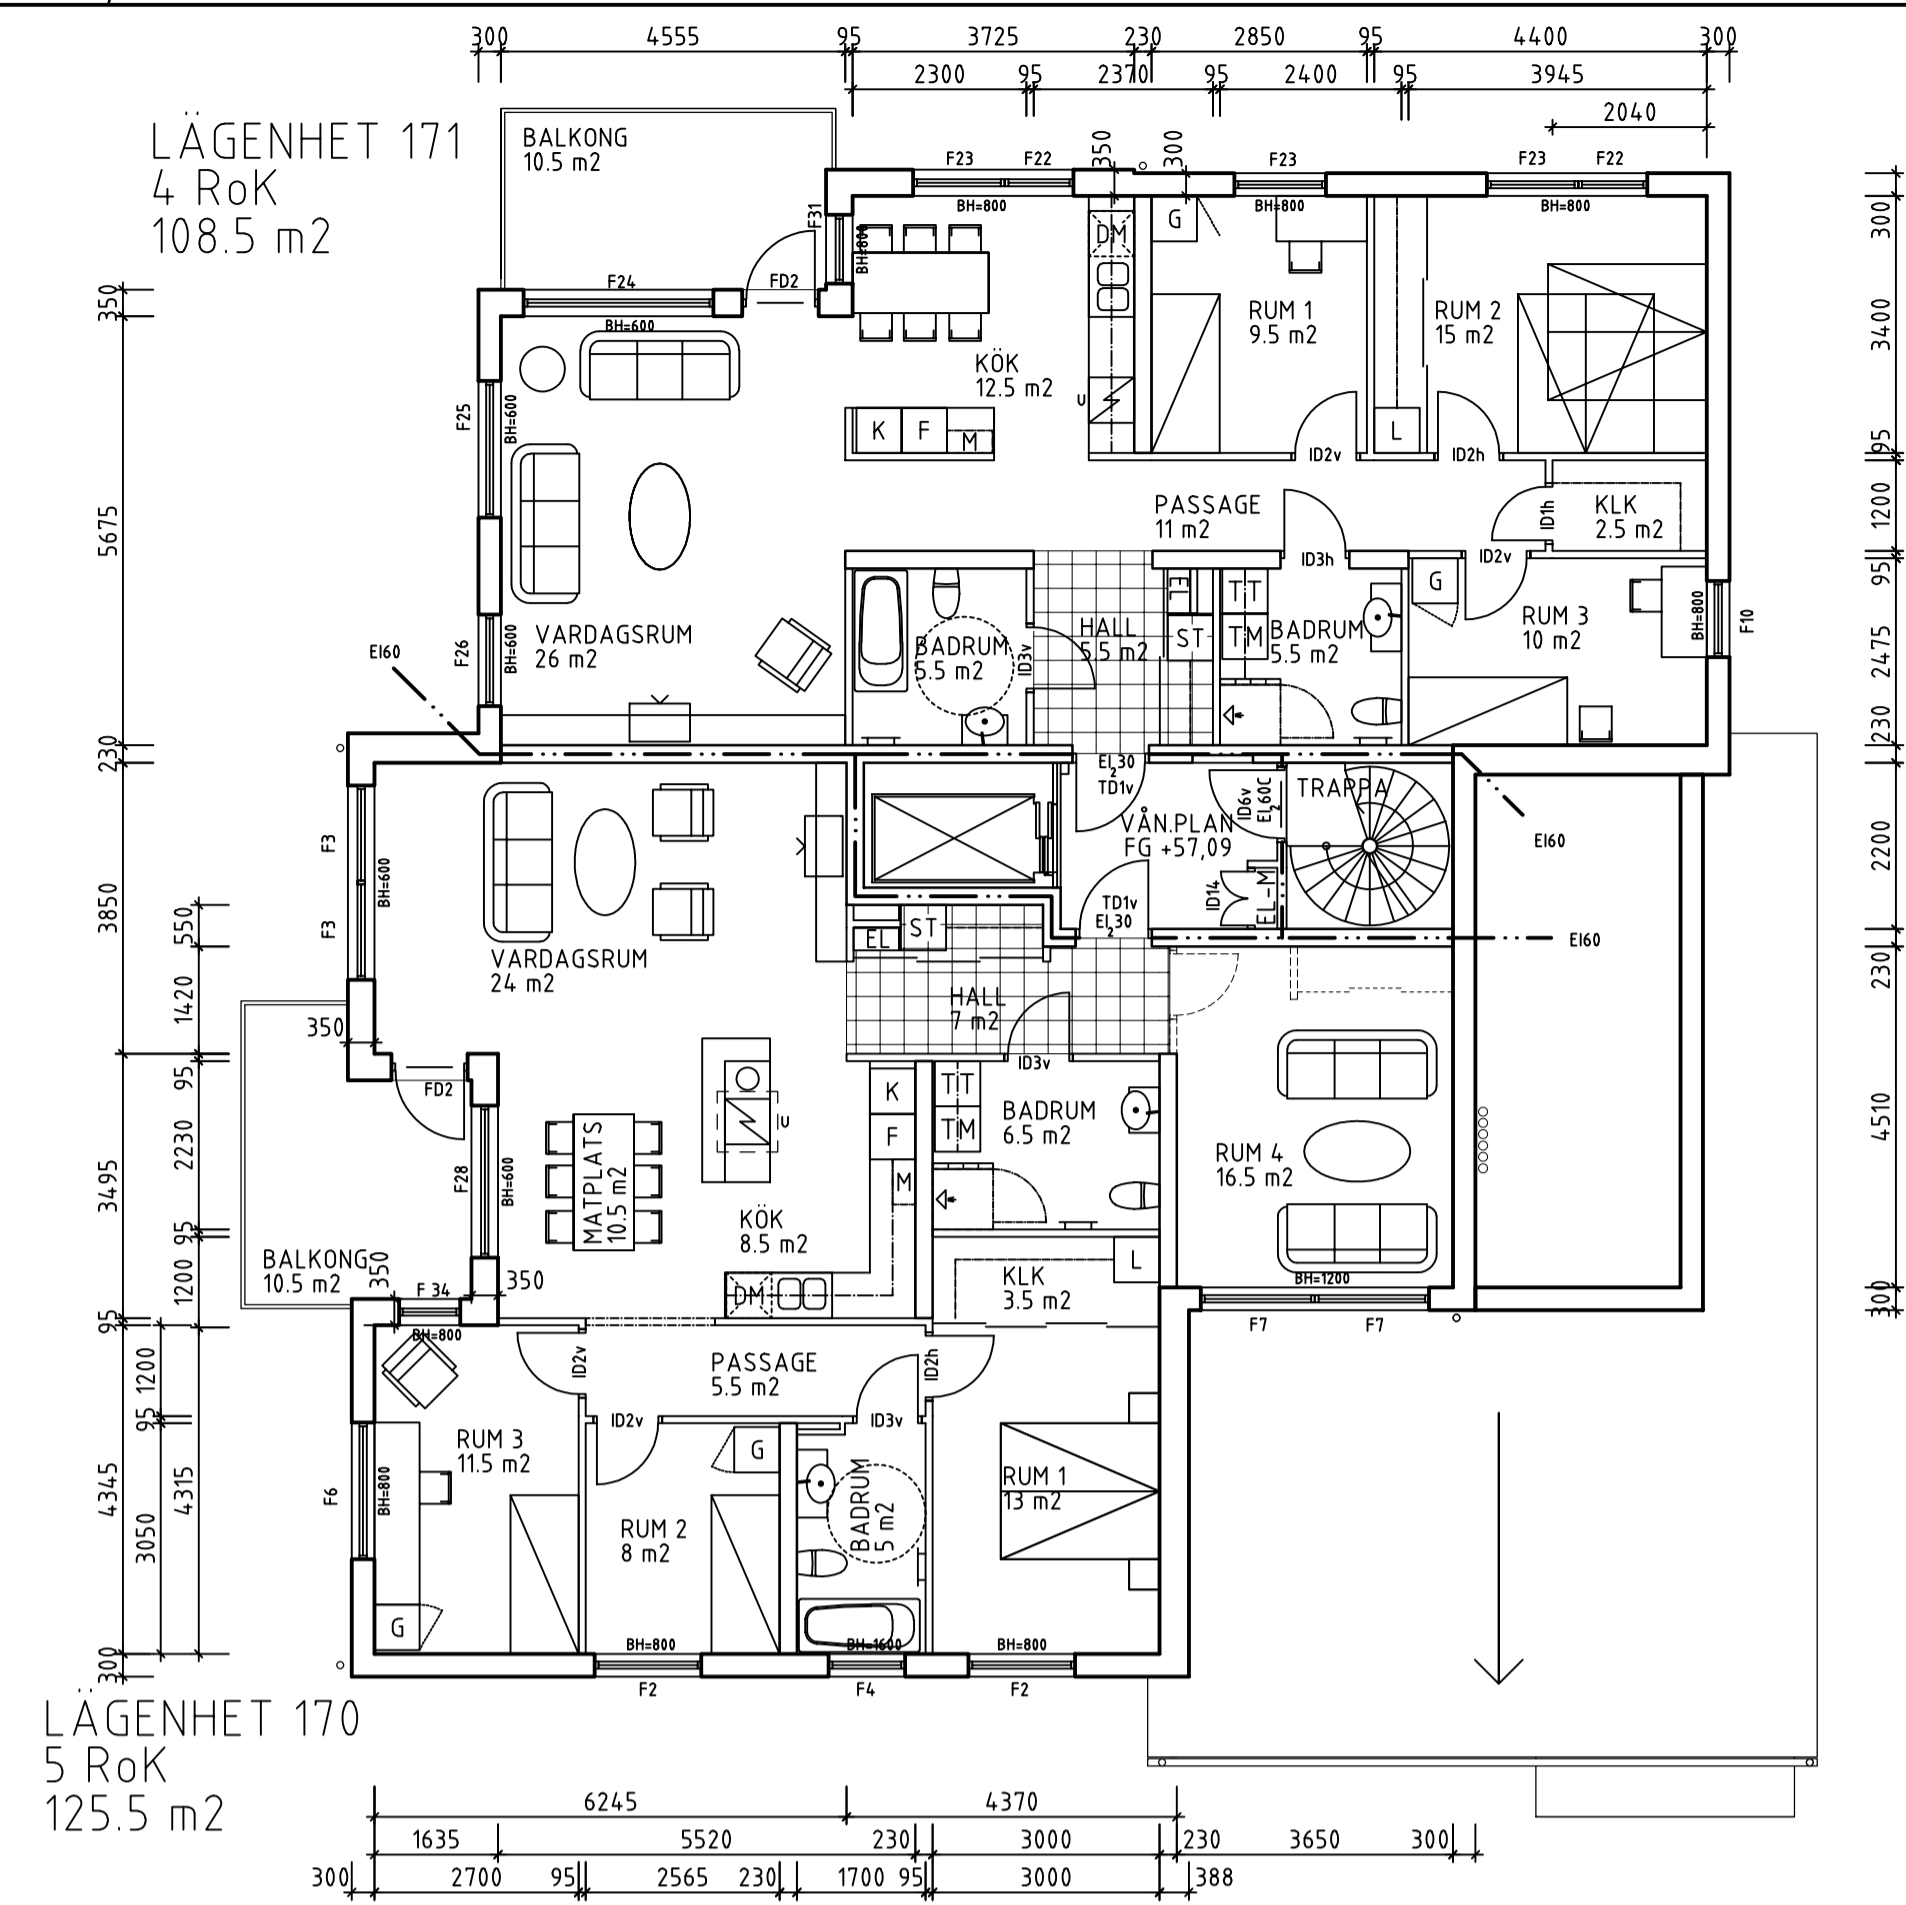 300 4555 95 3725 230 2850 95 4400 300
2300 95 2370 95 2400 95 3945
2040
LÄGENHET 171
4 RoK
108.5 m2
BALKONG
10.5 m2
F23 F22 350 300 F23 F23 F22
BH=800 BH=800 BH=800
F31
BH=800
DM
G
F24 FD2
BH=600
RUM 1
9.5 m2
RUM 2
15 m2
KÖK
12.5 m2
U
K F M
L
F25
BH=600
ID2v ID2h
PASSAGE
11 m2
KLK
2.5 m2
ID1h
ID3h ID2v
VARDAGSRUM
26 m2
F26
BH=600
EI60
BADRUM
5.5 m2
ID3v
HALL
5.5 m2
EL
ST
TT
TM
BADRUM
5.5 m2
G
RUM 3
10 m2
BH=800
F10
350
5675
230
3850
3495
95
4345
300
550
1420
95
2230
95
1200
4315
1200
95
3050
300
3400
95
1200
95
2475
230
2200
230
4510
300
EI₂30
TD1v
VÅN.PLAN
FG +57,09
ID6v
EI₂60C
TRAPPA
EI60
TD1v
EI₂30
ID14
EL-M
EI60
F3
F3
BH=600
VARDAGSRUM
24 m2
EL
ST
HALL
7 m2
350
FD2
ID3v
K
F
M
TT
TM
BADRUM
6.5 m2
U
MATPLATS
10.5 m2
F28
BH=600
KÖK
8.5 m2
DM
RUM 4
16.5 m2
BH=1200
F7 F7
BALKONG
10.5 m2
350
350
F 34
BH=800
KLK
3.5 m2
L
ID2v
PASSAGE
5.5 m2
ID2h
ID2v
ID3v
RUM 3
11.5 m2
F6
BH=800
G
RUM 2
8 m2
G
BADRUM
5 m2
RUM 1
13 m2
BH=800 BH=1600 BH=800
F2 F4 F2
LÄGENHET 170
5 RoK
125.5 m2
6245 4370
1635 5520 230 3000 230 3650 300
300 2700 95 2565 230 1700 95 3000 388